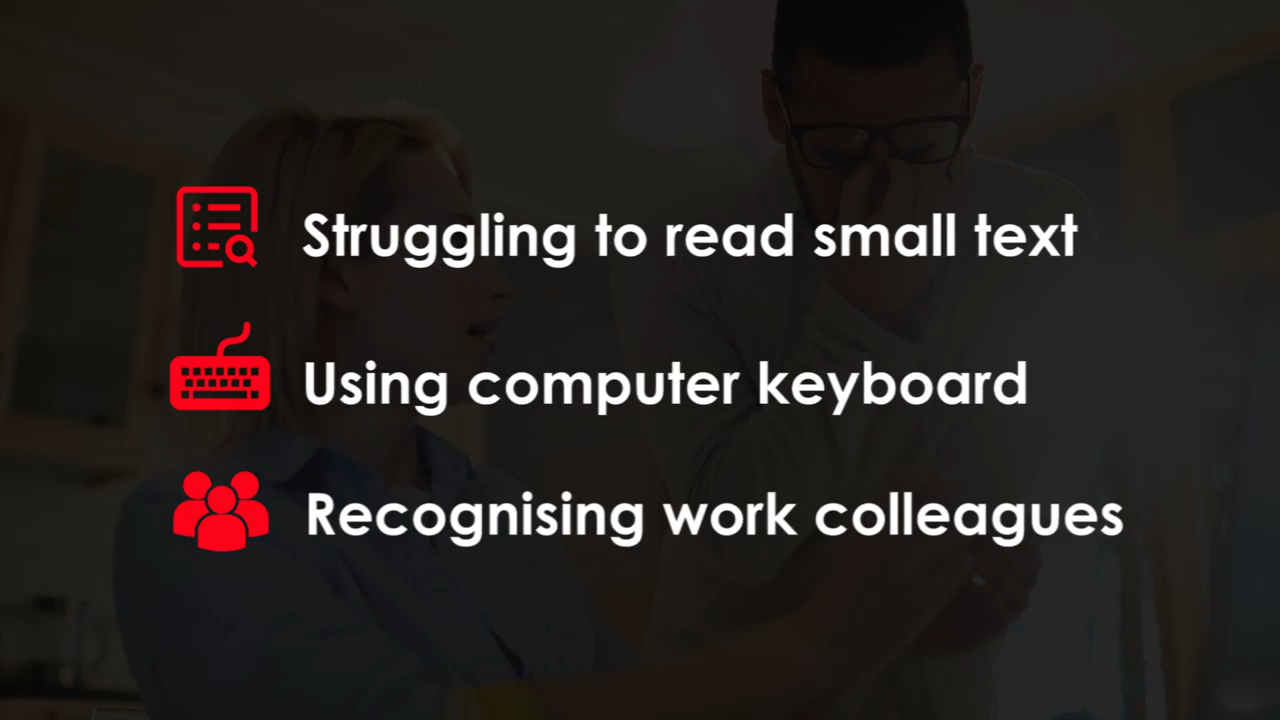 Struggling to read small text
Using computer keyboard
Recognising work colleagues